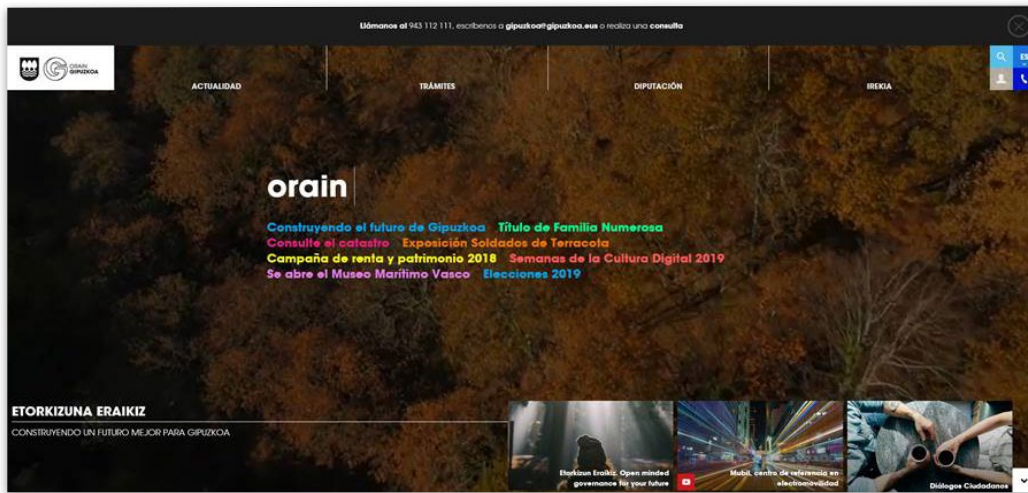 Llámanos al 943 112 111, escríbenos a gipuzkoa@gipuzkoa.eus o realiza una consulta
ORAIN
GIPUZKOA
ACTUALIDAD
TRÁMITES
DIPUTACIÓN
IREKIA
ES
orain
Construyendo el futuro de Gipuzkoa Título de Familia Numerosa
Consulte el catastro Exposición Soldados de Terracota
Campaña de renta y patrimonio 2018 Semanas de la Cultura Digital 2019
Se abre el Museo Marítimo Vasco Elecciones 2019
ETORKIZUNA ERAIKIZ
CONSTRUYENDO UN FUTURO MEJOR PARA GIPUZKOA
Etorkizun Eraikiz. Open minded
governance for your future
Mubil, centro de referencia en
electromovilidad
Diálogos Ciudadanos